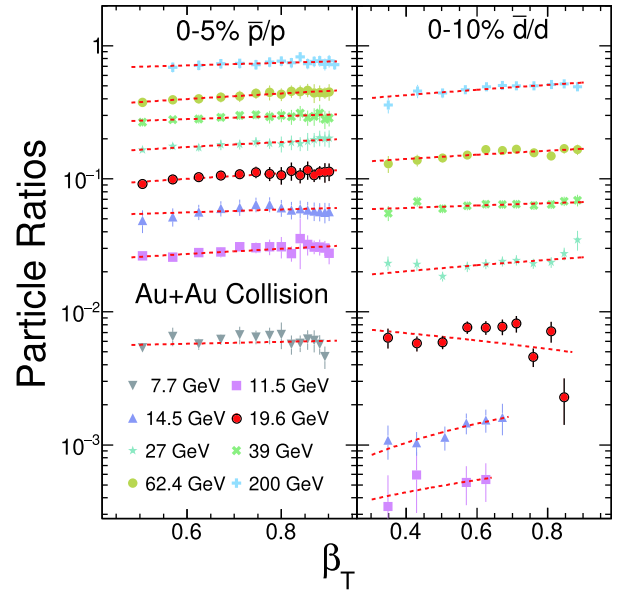 0-5% p̅/p
0-10% d̅/d
Particle Ratios
1
10⁻¹
10⁻²
10⁻³
Au+Au Collision
7.7 GeV
11.5 GeV
14.5 GeV
19.6 GeV
27 GeV
39 GeV
62.4 GeV
200 GeV
0.6
0.8
0.4
0.6
0.8
β_T